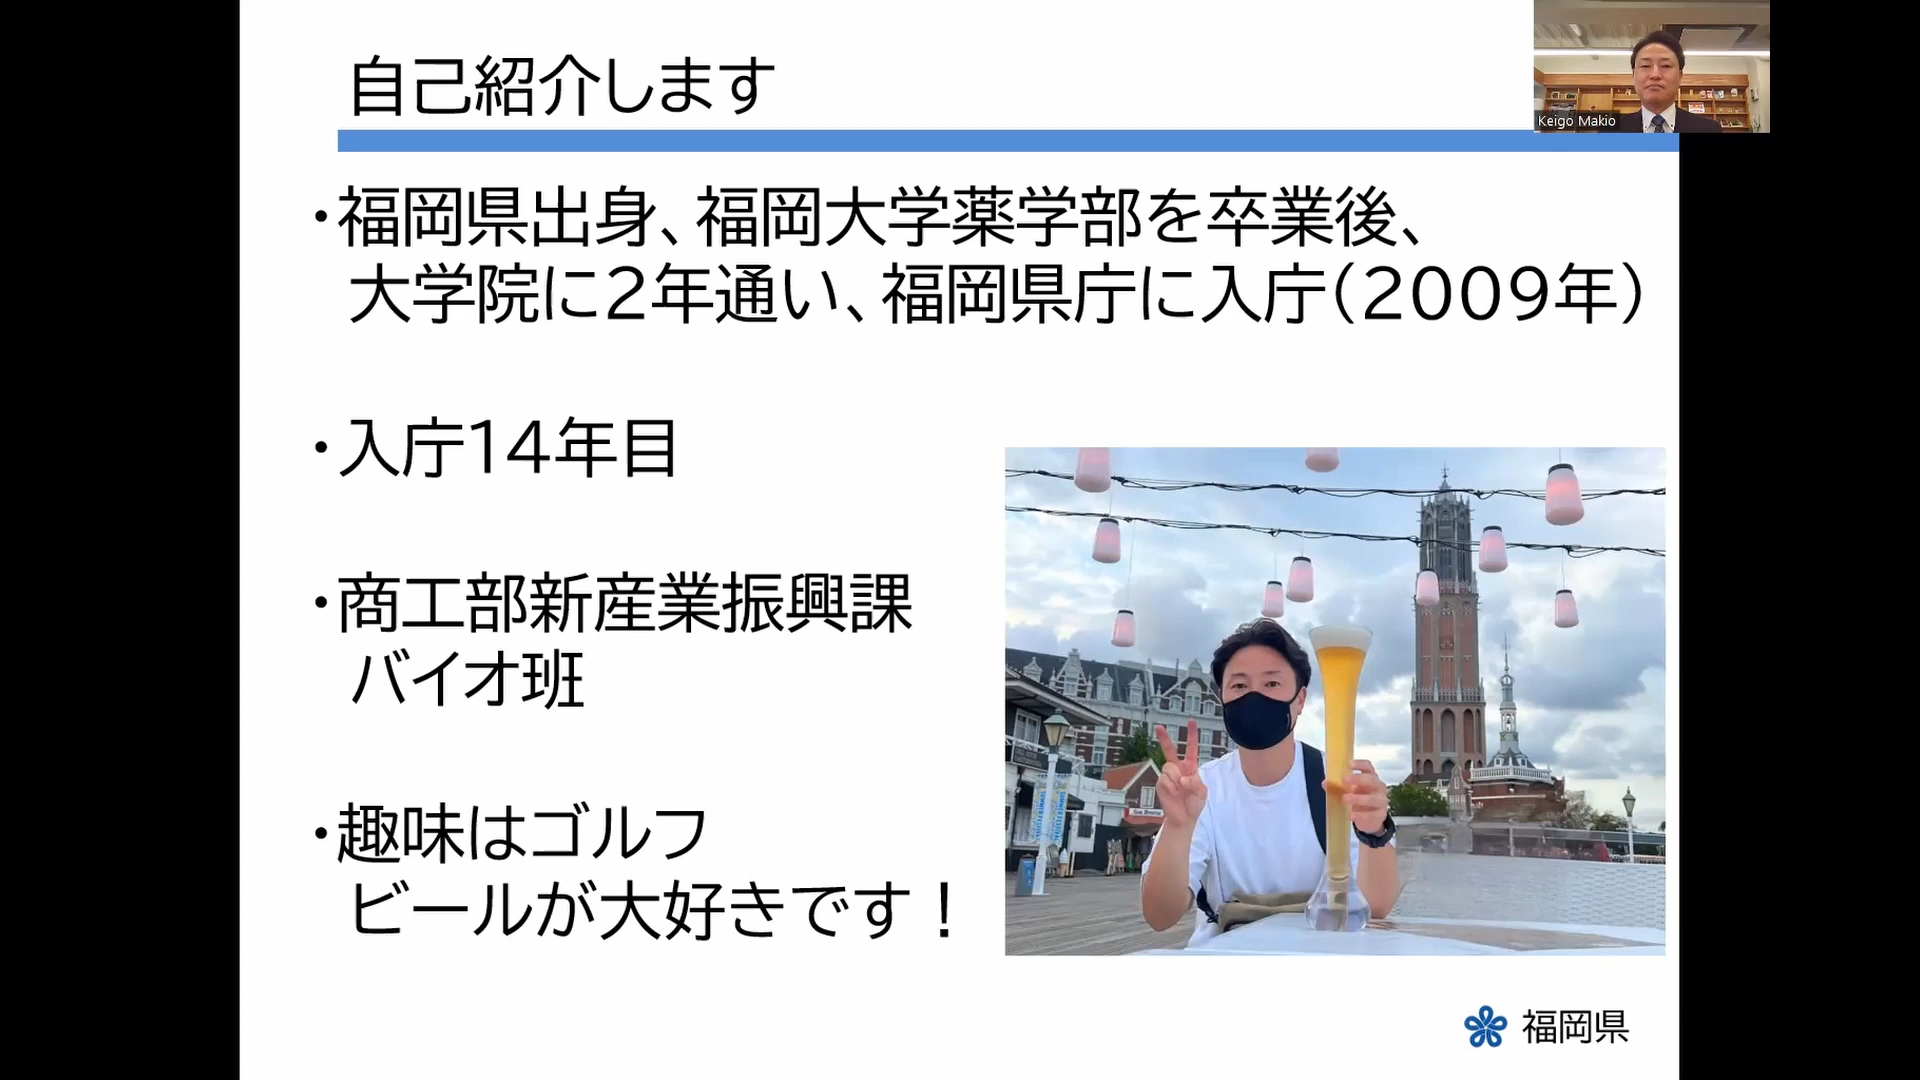 自己紹介します
Keigo Makio
・福岡県出身、福岡大学薬学部を卒業後、
大学院に2年通い、福岡県庁に入庁(2009年)
・入庁14年目
・商工部新産業振興課
バイオ班
・趣味はゴルフ
ビールが大好きです！
福岡県